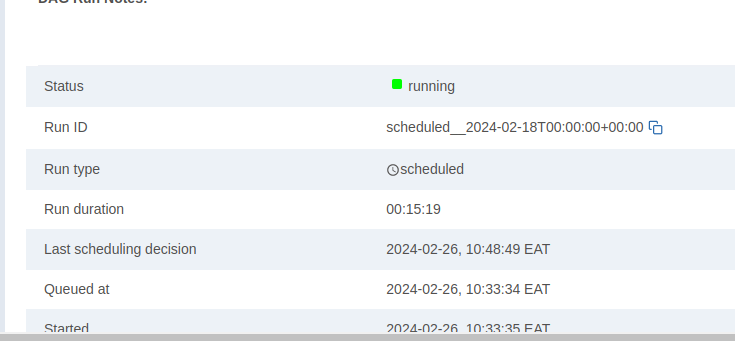 DAG Run Notes:
Status running
Run ID scheduled__2024-02-18T00:00:00+00:00
Run type scheduled
Run duration 00:15:19
Last scheduling decision 2024-02-26, 10:48:49 EAT
Queued at 2024-02-26, 10:33:34 EAT
Started 2024-02-26, 10:33:35 EAT